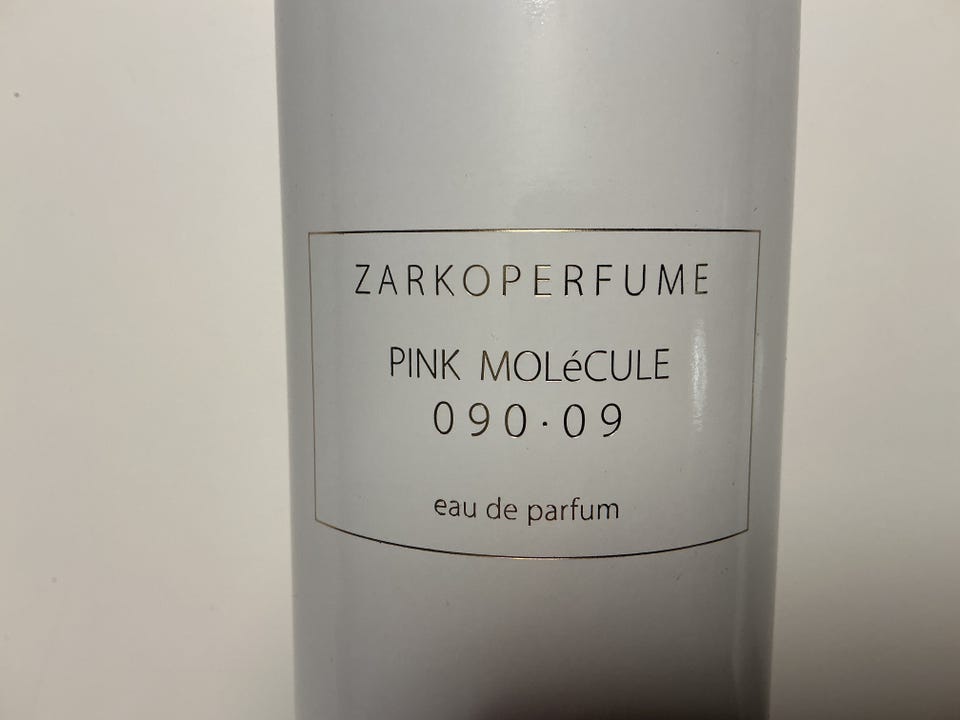 ZARKOPERFUME
PINK MOLéCULE
090·09
eau de parfum